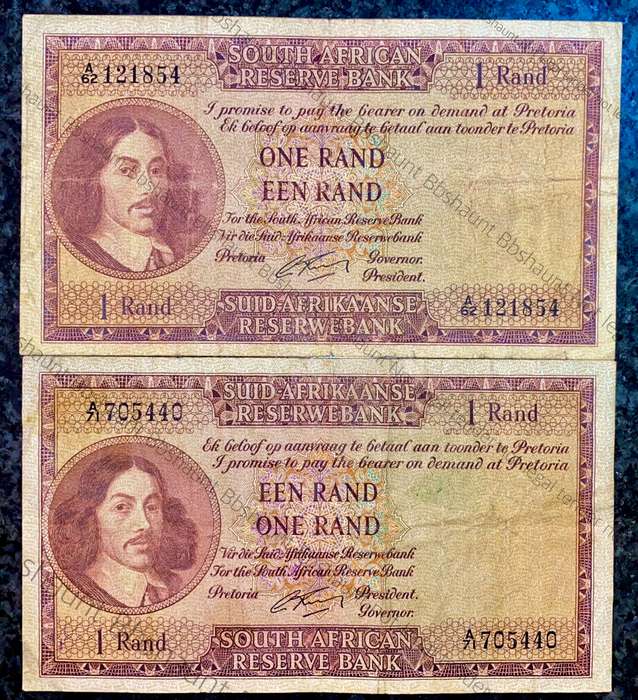 SOUTH AFRICAN
RESERVE BANK
A/62 121854
1 Rand
I promise to pay the bearer on demand at Pretoria
Ek beloof op aanvraag te betaal aan toonder te Pretoria
ONE RAND
EEN RAND
For the South African Reserve Bank
Vir die Suid-Afrikaanse Reserwebank
Pretoria
Governor.
President.
1 Rand
SUID-AFRIKAANSE
RESERWEBANK
A/62 121854
SUID-AFRIKAANSE
RESERWEBANK
A/71 705440
1 Rand
Ek beloof op aanvraag te betaal aan toonder te Pretoria
I promise to pay the bearer on demand at Pretoria
EEN RAND
ONE RAND
Vir die Suid-Afrikaanse Reserwebank
For the South African Reserve Bank
Pretoria
President.
Governor.
1 Rand
SOUTH AFRICAN
RESERVE BANK
A/71 705440
Bbshaunt